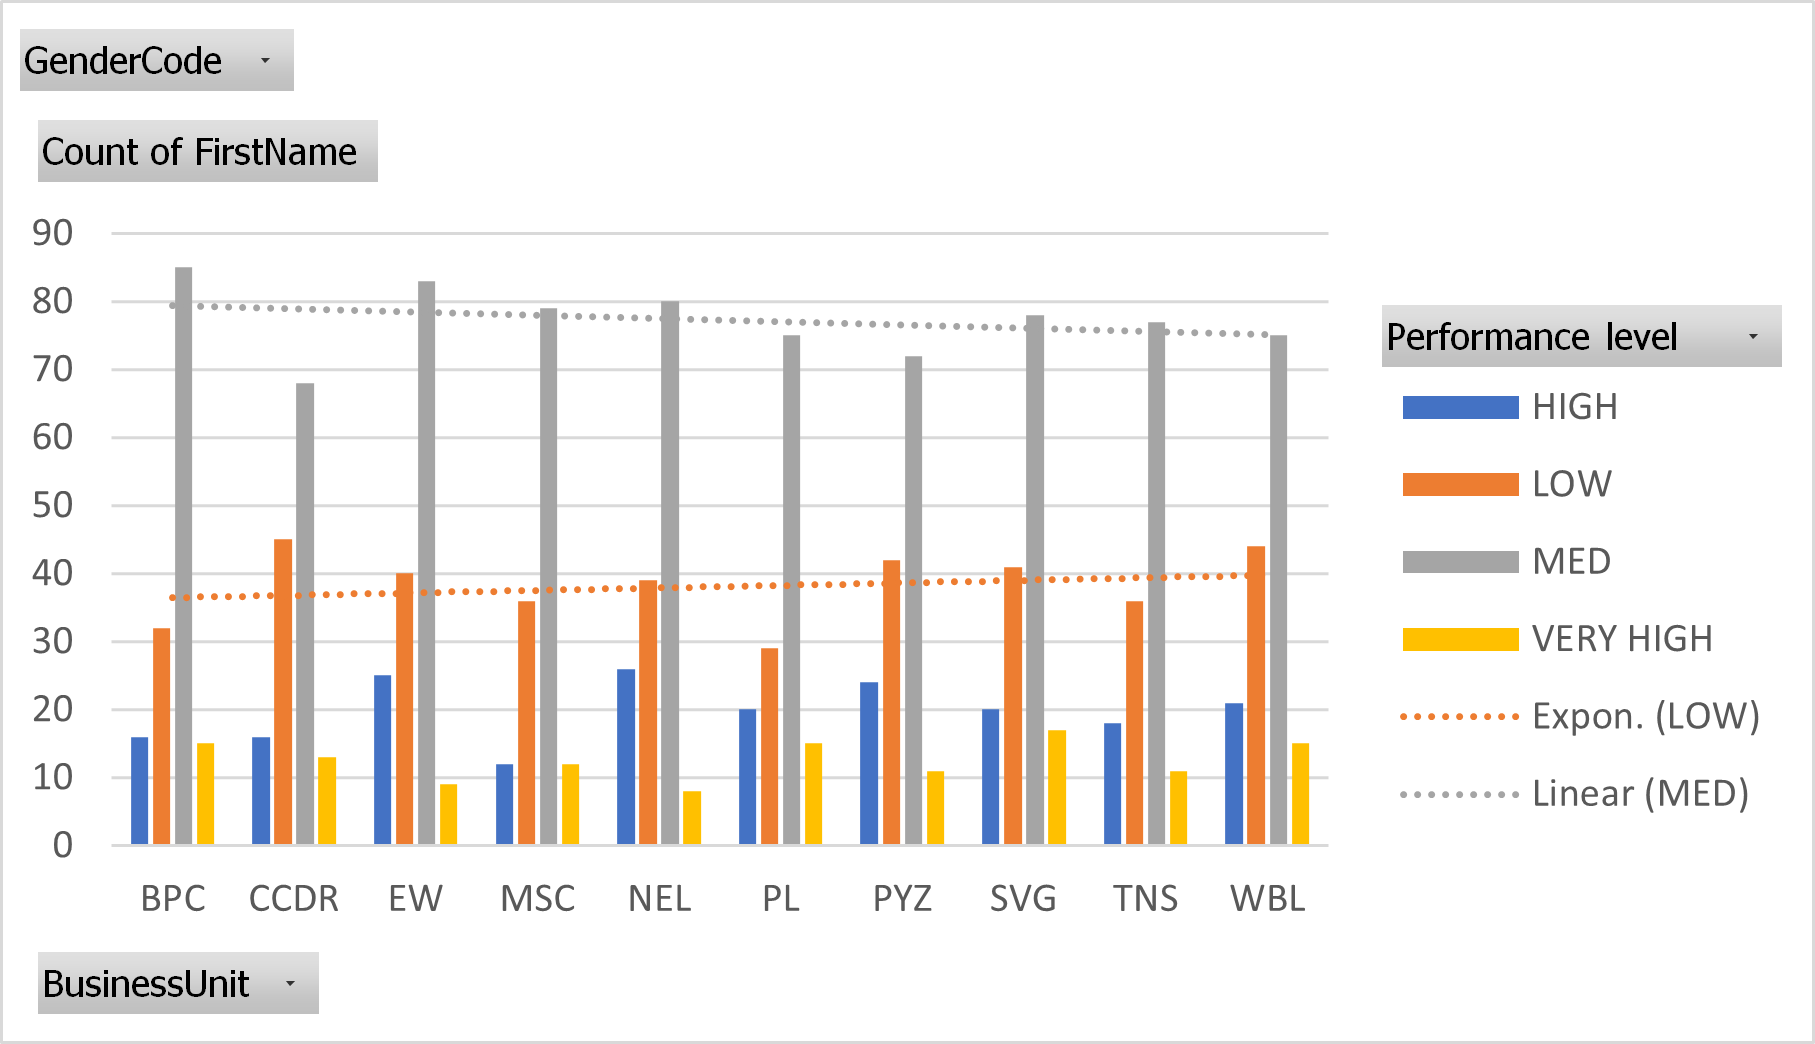 GenderCode
Count of FirstName
90
80
70
60
50
40
30
20
10
0
BPC CCDR EW MSC NEL PL PYZ SVG TNS WBL
BusinessUnit
Performance level
HIGH
LOW
MED
VERY HIGH
Expon. (LOW)
Linear (MED)